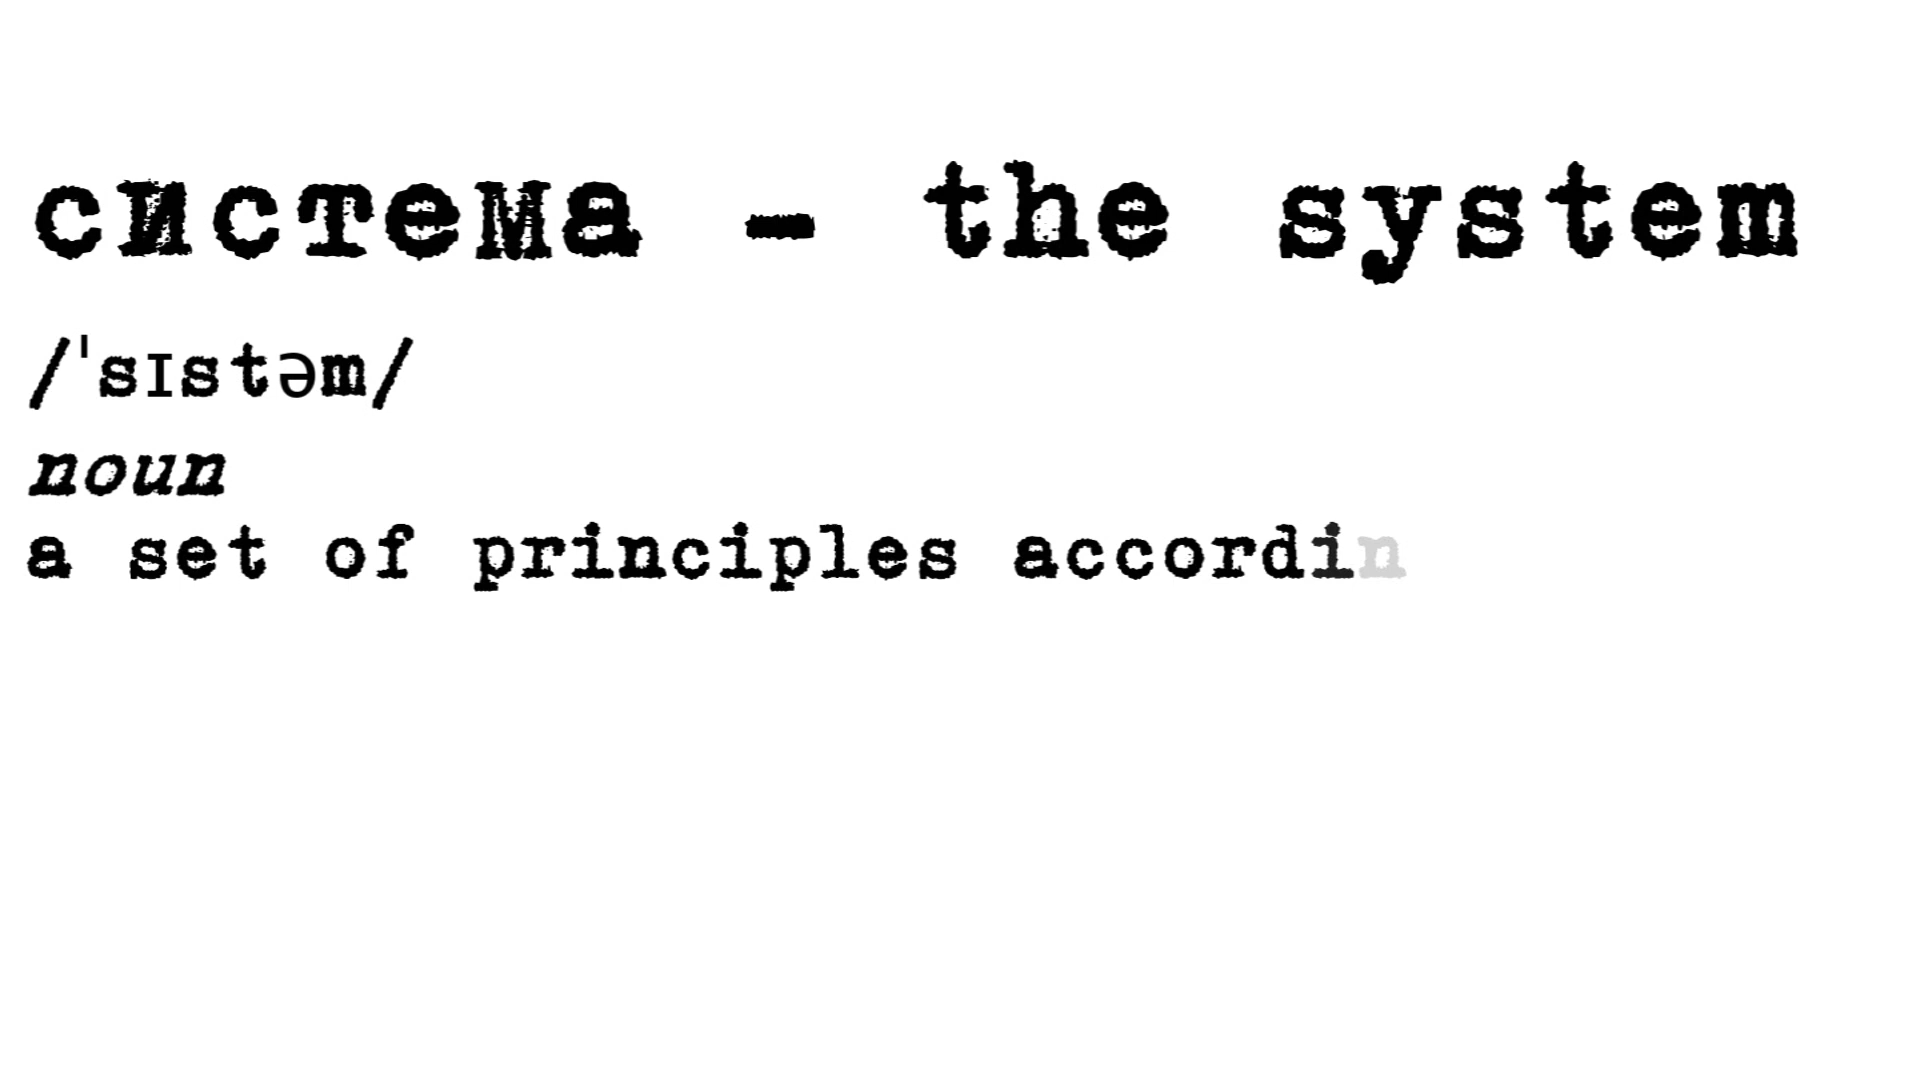 система - the system
/ˈsɪstəm/
noun
a set of principles accordin